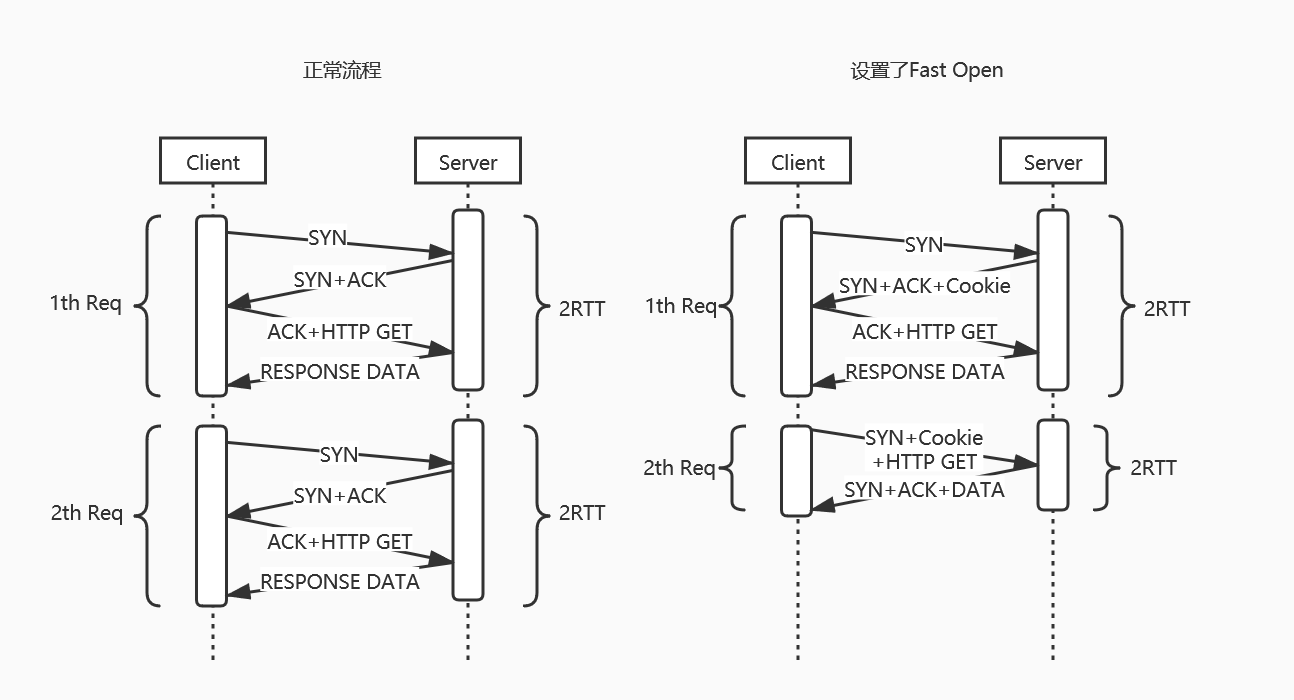 正常流程
Client
Server
1th Req
SYN
SYN+ACK
ACK+HTTP GET
RESPONSE DATA
2RTT
2th Req
SYN
SYN+ACK
ACK+HTTP GET
RESPONSE DATA
2RTT
设置了Fast Open
Client
Server
1th Req
SYN
SYN+ACK+Cookie
ACK+HTTP GET
RESPONSE DATA
2RTT
2th Req
SYN+Cookie
+HTTP GET
SYN+ACK+DATA
2RTT